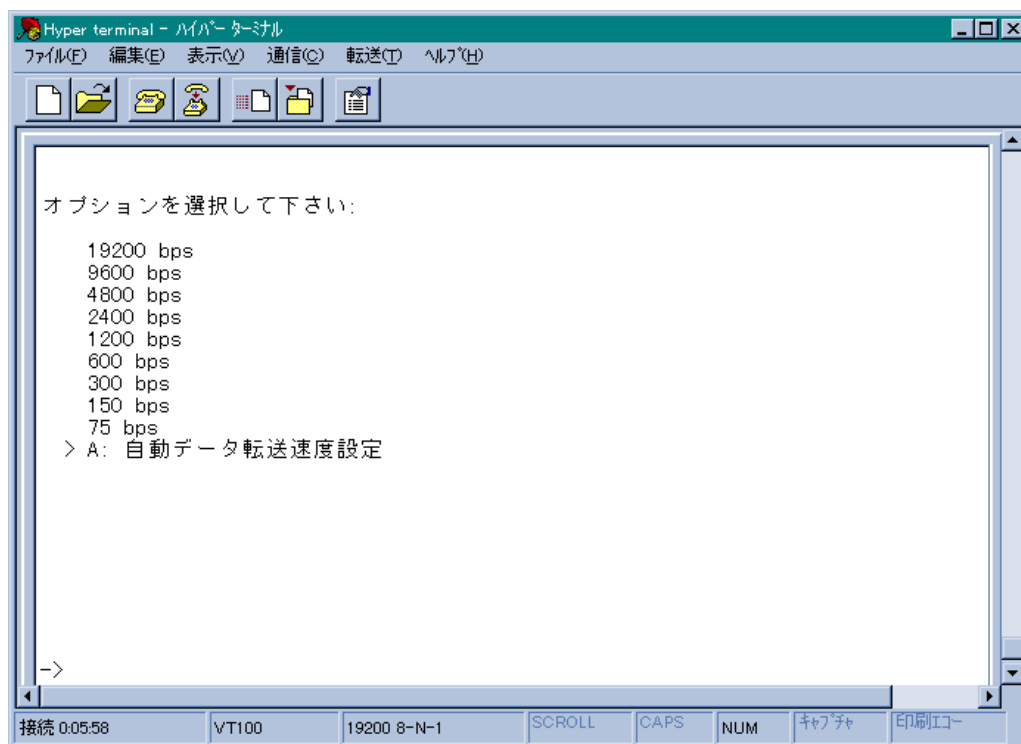 Hyper terminal - ﾊｲﾊﾟｰ ﾀｰﾐﾅﾙ
ﾌｧｲﾙ(F) 編集(E) 表示(V) 通信(C) 転送(T) ﾍﾙﾌﾟ(H)
オプションを選択して下さい:
19200 bps
9600 bps
4800 bps
2400 bps
1200 bps
600 bps
300 bps
150 bps
75 bps
> A: 自動データ転送速度設定
->
接続 0:05:58 VT100 19200 8-N-1 SCROLL CAPS NUM ｷｬﾌﾟﾁｬ 印刷ｴｺｰ